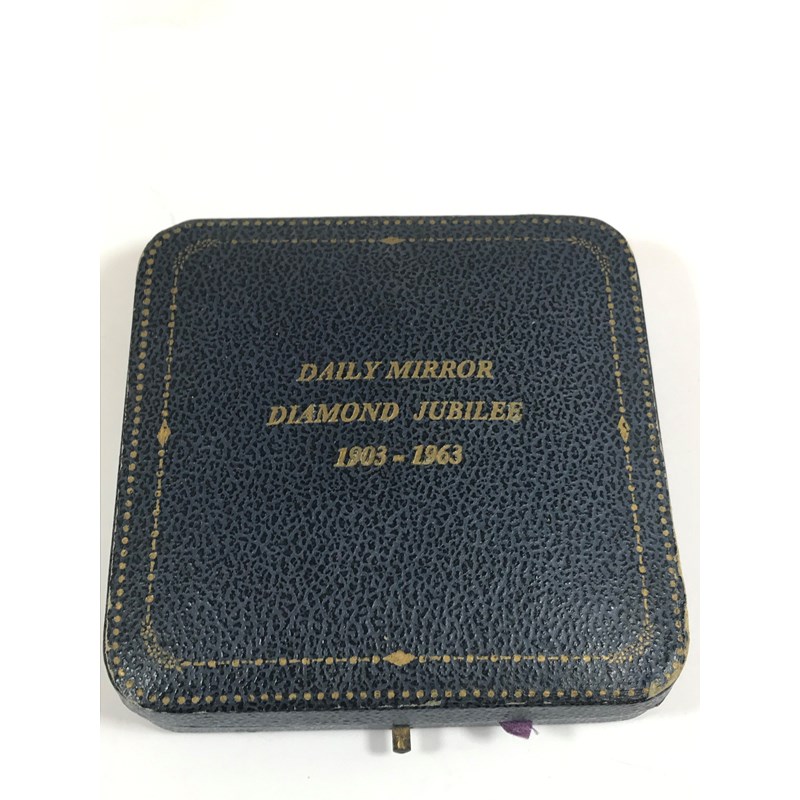 DAILY MIRROR
DIAMOND JUBILEE
1903 - 1963